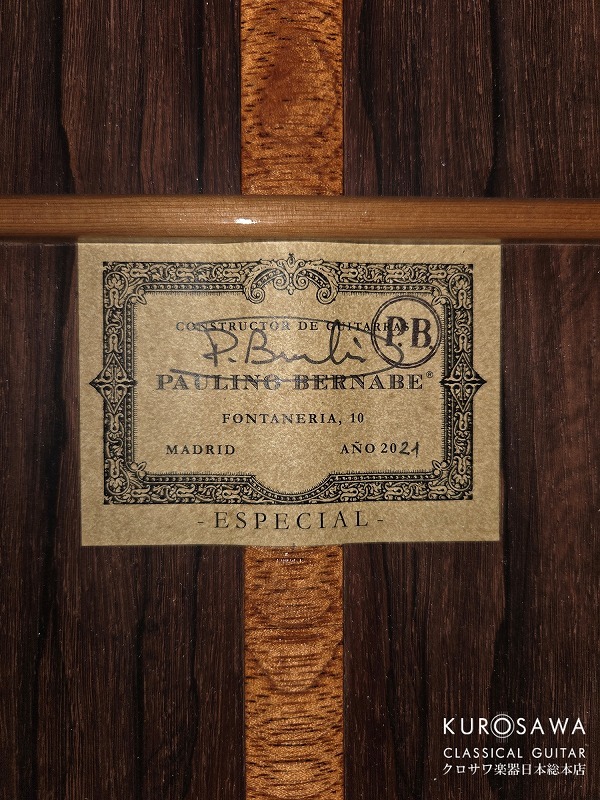 CONSTRUCTOR DE GUITARRAS
P.B.
PAULINO BERNABE®
FONTANERIA, 10
MADRID AÑO 2021
-ESPECIAL-
KUROSAWA
CLASSICAL GUITAR
クロサワ楽器日本総本店